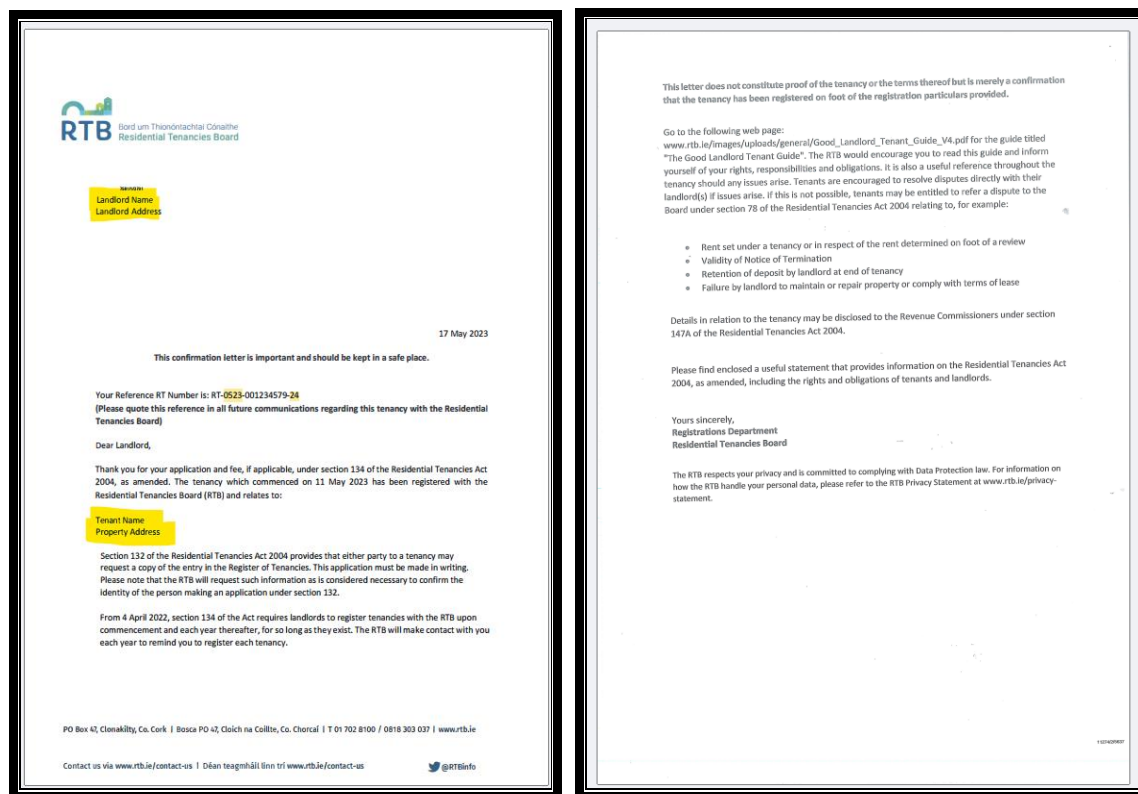 RTB
Bord um Thionóntachtaí Cónaithe
Residential Tenancies Board
Landlord Name
Landlord Address
17 May 2023
This confirmation letter is important and should be kept in a safe place.
Your Reference RT Number is: RT-0523-001234579-24
(Please quote this reference in all future communications regarding this tenancy with the Residential
Tenancies Board)
Dear Landlord,
Thank you for your application and fee, if applicable, under section 134 of the Residential Tenancies Act
2004, as amended. The tenancy which commenced on 11 May 2023 has been registered with the
Residential Tenancies Board (RTB) and relates to:
Tenant Name
Property Address
Section 132 of the Residential Tenancies Act 2004 provides that either party to a tenancy may
request a copy of the entry in the Register of Tenancies. This application must be made in writing.
Please note that the RTB will request such information as is considered necessary to confirm the
identity of the person making an application under section 132.
From 4 April 2022, section 134 of the Act requires landlords to register tenancies with the RTB upon
commencement and each year thereafter, for so long as they exist. The RTB will make contact with you
each year to remind you to register each tenancy.
PO Box 47, Clonakilty, Co. Cork | Bosca PO 47, Cloich na Coillte, Co. Chorcaí | T 01 702 8100 / 0818 303 037 | www.rtb.ie
Contact us via www.rtb.ie/contact-us | Déan teagmháil linn trí www.rtb.ie/contact-us
@RTBinfo
This letter does not constitute proof of the tenancy or the terms thereof but is merely a confirmation
that the tenancy has been registered on foot of the registration particulars provided.
Go to the following web page:
www.rtb.ie/images/uploads/general/Good_Landlord_Tenant_Guide_V4.pdf for the guide titled
"The Good Landlord Tenant Guide". The RTB would encourage you to read this guide and inform
yourself of your rights, responsibilities and obligations. It is also a useful reference throughout the
tenancy should any issues arise. Tenants are encouraged to resolve disputes directly with their
landlord(s) if issues arise. If this is not possible, tenants may be entitled to refer a dispute to the
Board under section 78 of the Residential Tenancies Act 2004 relating to, for example:
• Rent set under a tenancy or in respect of the rent determined on foot of a review
• Validity of Notice of Termination
• Retention of deposit by landlord at end of tenancy
• Failure by landlord to maintain or repair property or comply with terms of lease
Details in relation to the tenancy may be disclosed to the Revenue Commissioners under section
147A of the Residential Tenancies Act 2004.
Please find enclosed a useful statement that provides information on the Residential Tenancies Act
2004, as amended, including the rights and obligations of tenants and landlords.
Yours sincerely,
Registrations Department
Residential Tenancies Board
The RTB respects your privacy and is committed to complying with Data Protection law. For information on
how the RTB handle your personal data, please refer to the RTB Privacy Statement at www.rtb.ie/privacy-
statement.